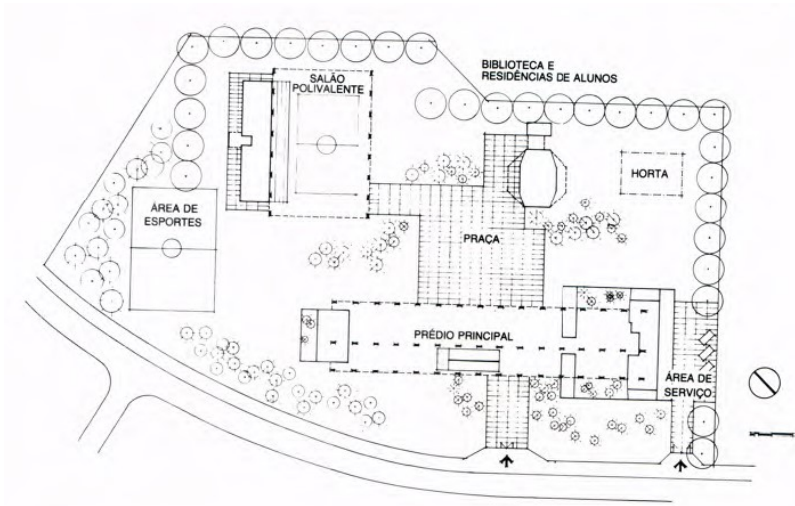 BIBLIOTECA E
RESIDÊNCIAS DE ALUNOS
SALÃO
POLIVALENTE
HORTA
ÁREA DE
ESPORTES
PRAÇA
PRÉDIO PRINCIPAL
ÁREA DE
SERVIÇO